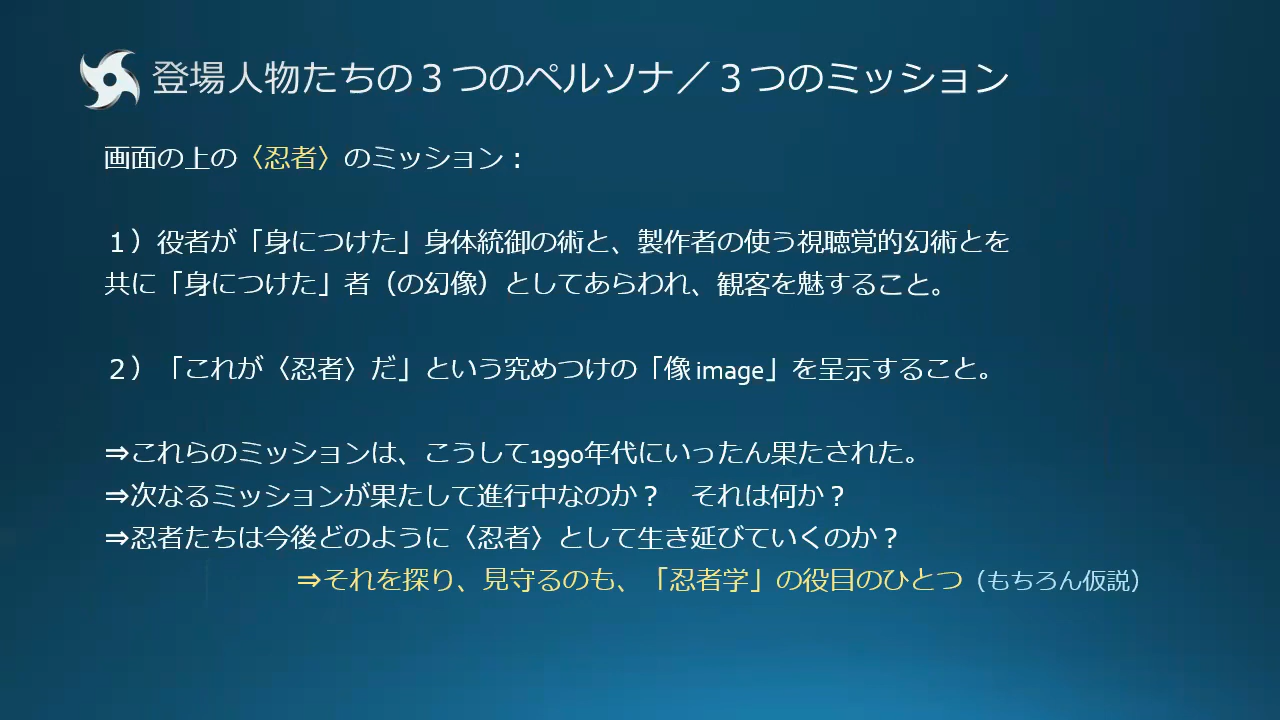 登場人物たちの３つのペルソナ／３つのミッション
画面の上の〈忍者〉のミッション：
１）役者が「身につけた」身体統御の術と、製作者の使う視聴覚的幻術とを
共に「身につけた」者（の幻像）としてあらわれ、観客を魅すること。
２）「これが〈忍者〉だ」という究めつけの「像 image」を呈示すること。
⇒これらのミッションは、こうして1990年代にいったん果たされた。
⇒次なるミッションが果たして進行中なのか？　それは何か？
⇒忍者たちは今後どのように〈忍者〉として生き延びていくのか？
⇒それを探り、見守るのも、「忍者学」の役目のひとつ（もちろん仮説）